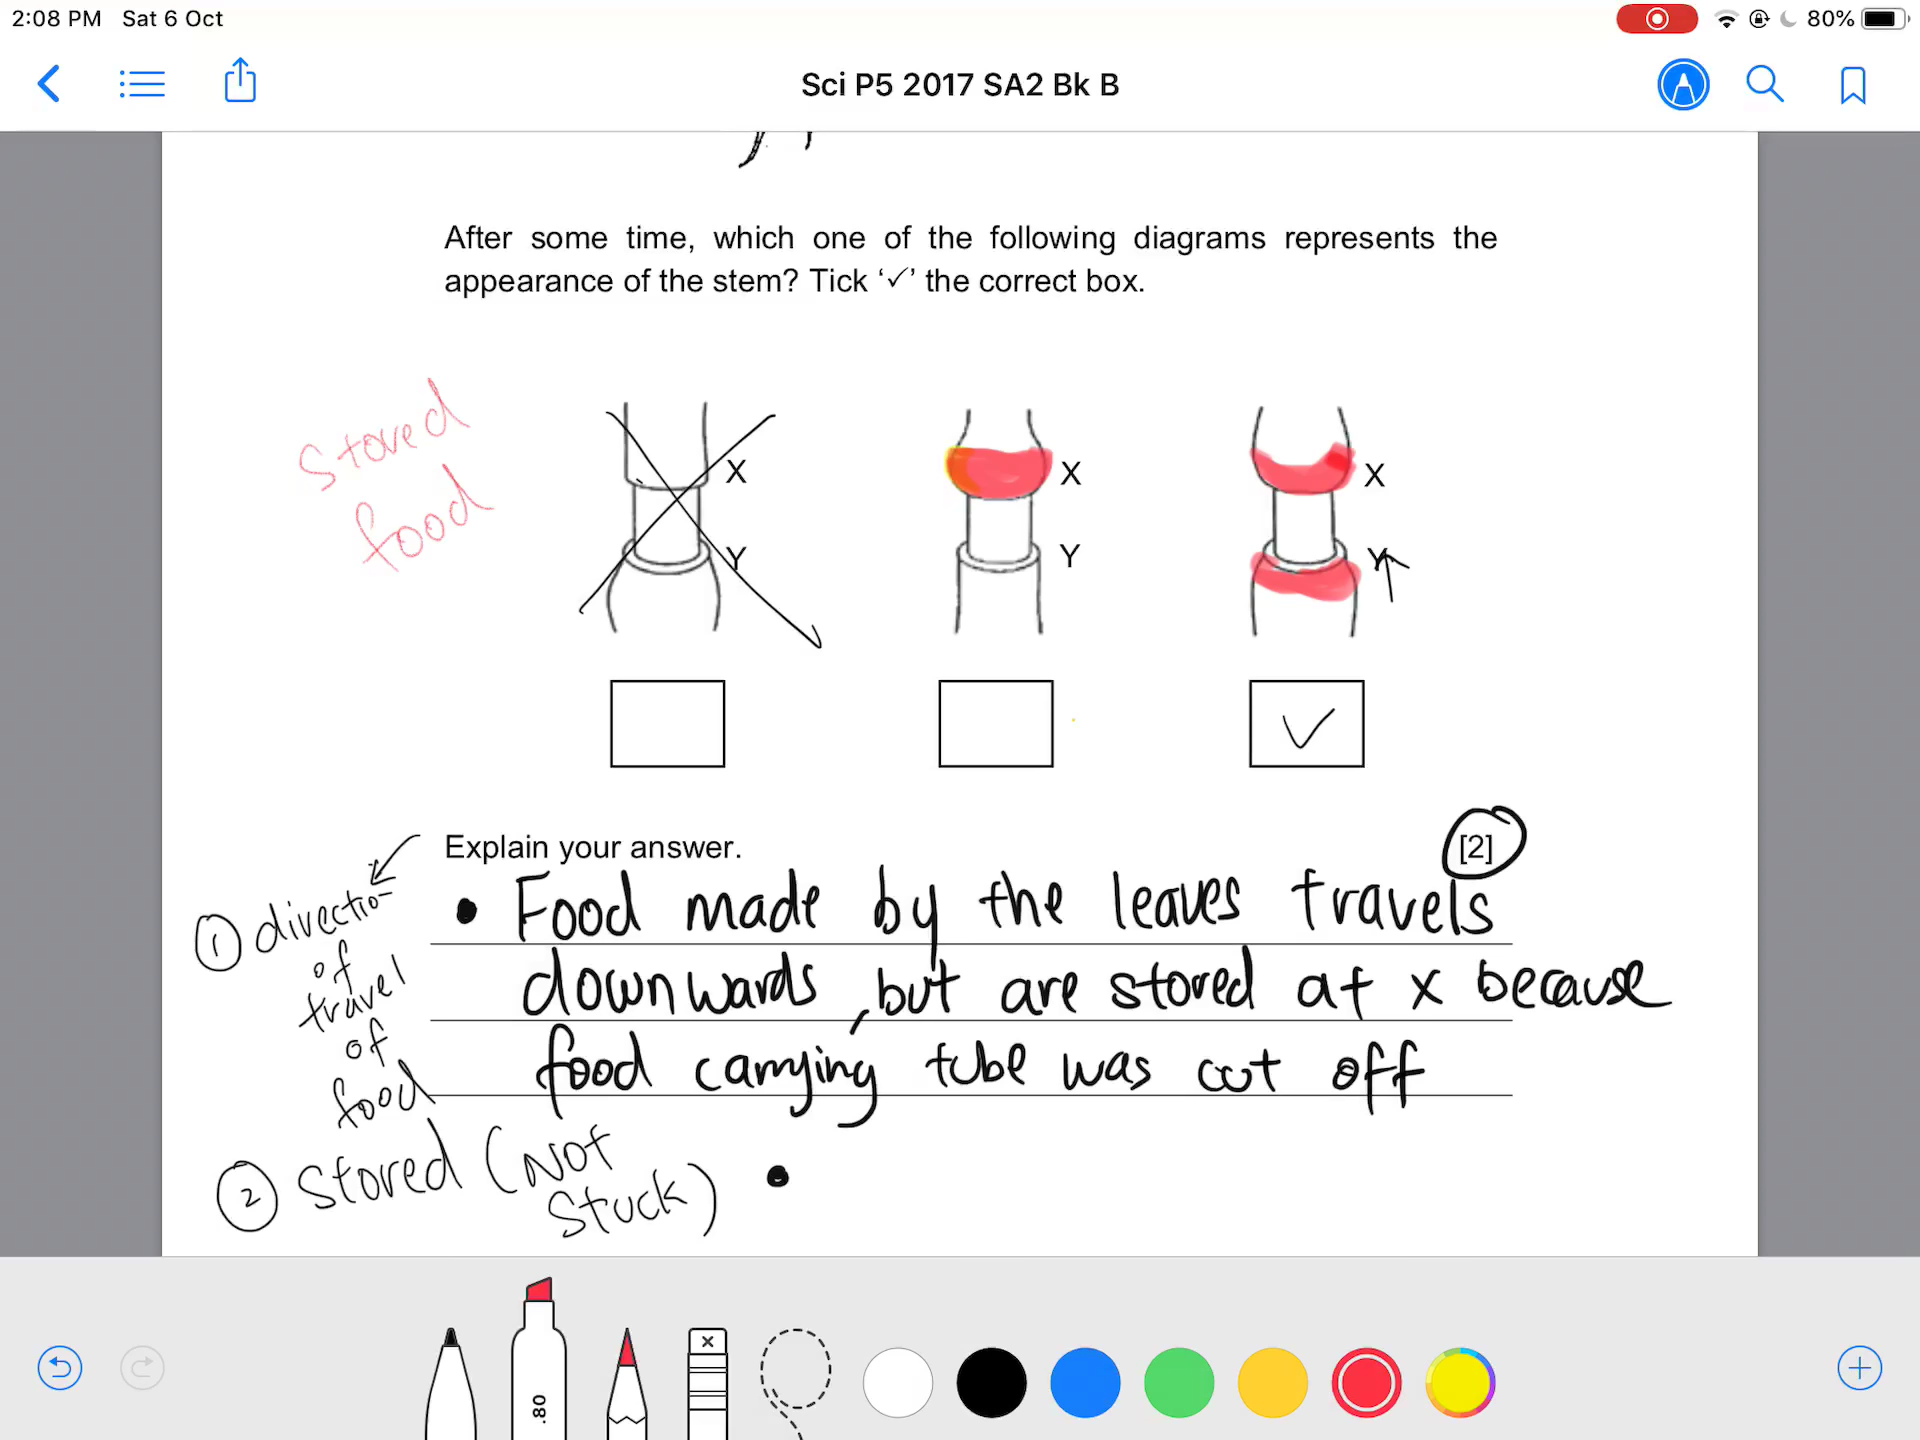 2:08 PM Sat 6 Oct
80%
Sci P5 2017 SA2 Bk B
After some time, which one of the following diagrams represents the
appearance of the stem? Tick ‘✓’ the correct box.
Stored
food
X
Y
X
Y
X
Y
✓
Explain your answer. [2]
① directio-
of
travel
of
food
② Stored (Not
Stuck)
• Food made by the leaves travels
downwards, but are stored at x because
food carrying tube was cut off
•
.80
x